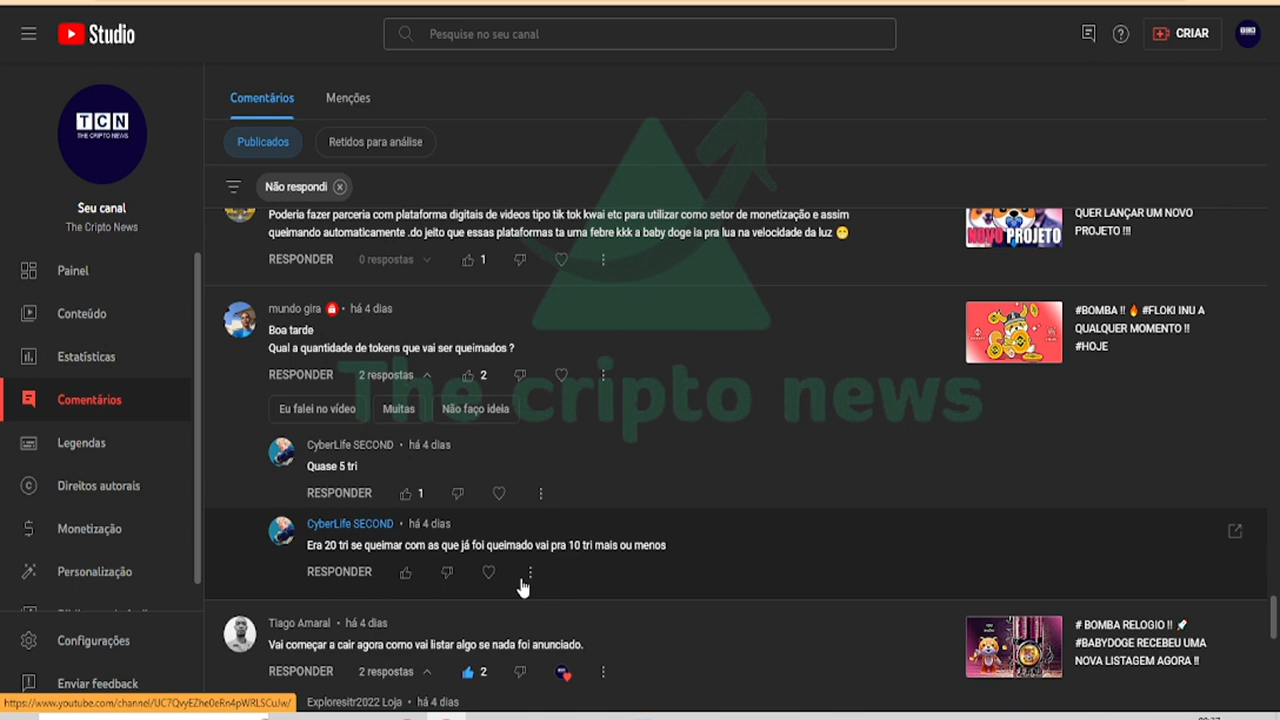 Studio
Pesquise no seu canal
CRIAR
TCN
THE CRIPTO NEWS
Seu canal
The Cripto News
Painel
Conteúdo
Estatísticas
Comentários
Legendas
Direitos autorais
Monetização
Personalização
Configurações
Enviar feedback
https://www.youtube.com/channel/UC7QvyEZhe0eRn4pWRLSCuJw/
Comentários Menções
Publicados Retidos para análise
Não respondi
Poderia fazer parceria com plataforma digitais de videos tipo tik tok kwai etc para utilizar como setor de monetização e assim
queimando automaticamente .do jeito que essas plataformas ta uma febre kkk a baby doge ia pra lua na velocidade da luz 😁
RESPONDER 0 respostas 1
NOVO PROJETO
QUER LANÇAR UM NOVO
PROJETO !!!
mundo gira • há 4 dias
Boa tarde
Qual a quantidade de tokens que vai ser queimados ?
RESPONDER 2 respostas 2
Eu falei no vídeo Muitas Não faço ideia
#BOMBA !! 🔥 #FLOKI INU A
QUALQUER MOMENTO !!
#HOJE
The cripto news
CyberLife SECOND • há 4 dias
Quase 5 tri
RESPONDER 1
CyberLife SECOND • há 4 dias
Era 20 tri se queimar com as que já foi queimado vai pra 10 tri mais ou menos
RESPONDER
Tiago Amaral • há 4 dias
Vai começar a cair agora como vai listar algo se nada foi anunciado.
RESPONDER 2 respostas 2
# BOMBA RELOGIO !! 🚀
#BABYDOGE RECEBEU UMA
NOVA LISTAGEM AGORA !!
Exploresitr2022 Loja • há 4 dias